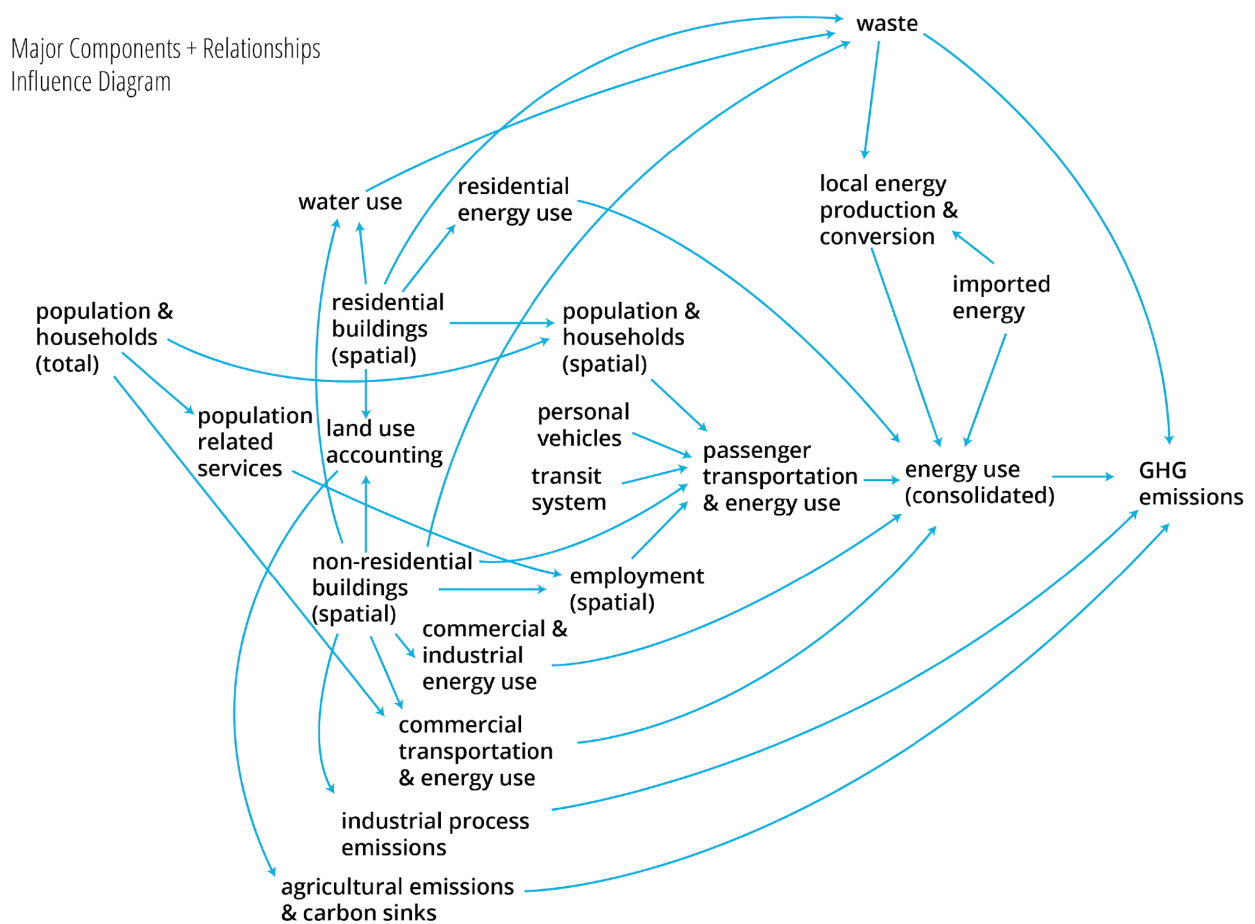 Major Components + Relationships
Influence Diagram
waste
water use
residential
energy use
local energy
production &
conversion
imported
energy
population &
households
(total)
residential
buildings
(spatial)
population &
households
(spatial)
population
related
services
land use
accounting
personal
vehicles
transit
system
passenger
transportation
& energy use
energy use
(consolidated)
GHG
emissions
non-residential
buildings
(spatial)
employment
(spatial)
commercial &
industrial
energy use
commercial
transportation
& energy use
industrial process
emissions
agricultural emissions
& carbon sinks